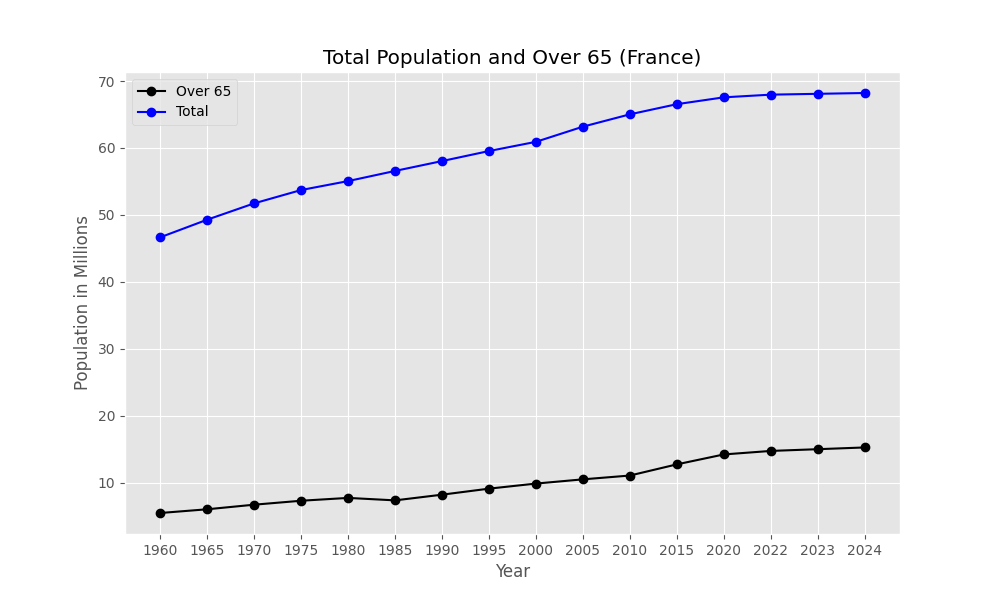 Total Population and Over 65 (France)
Over 65
Total
70
60
50
40
30
20
10
Population in Millions
1960 1965 1970 1975 1980 1985 1990 1995 2000 2005 2010 2015 2020 2022 2023 2024
Year